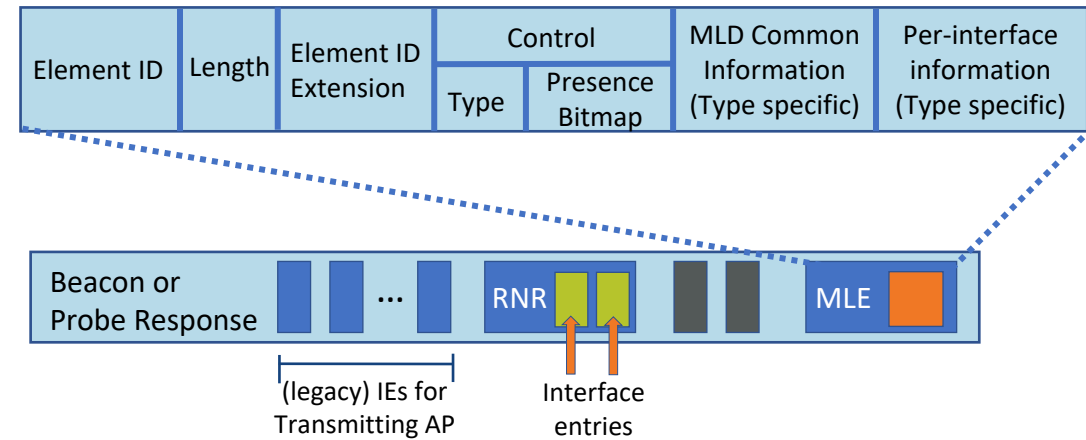 Element ID
Length
Element ID
Extension
Control
Type
Presence
Bitmap
MLD Common
Information
(Type specific)
Per-interface
information
(Type specific)
Beacon or
Probe Response
...
RNR
MLE
(legacy) IEs for
Transmitting AP
Interface
entries